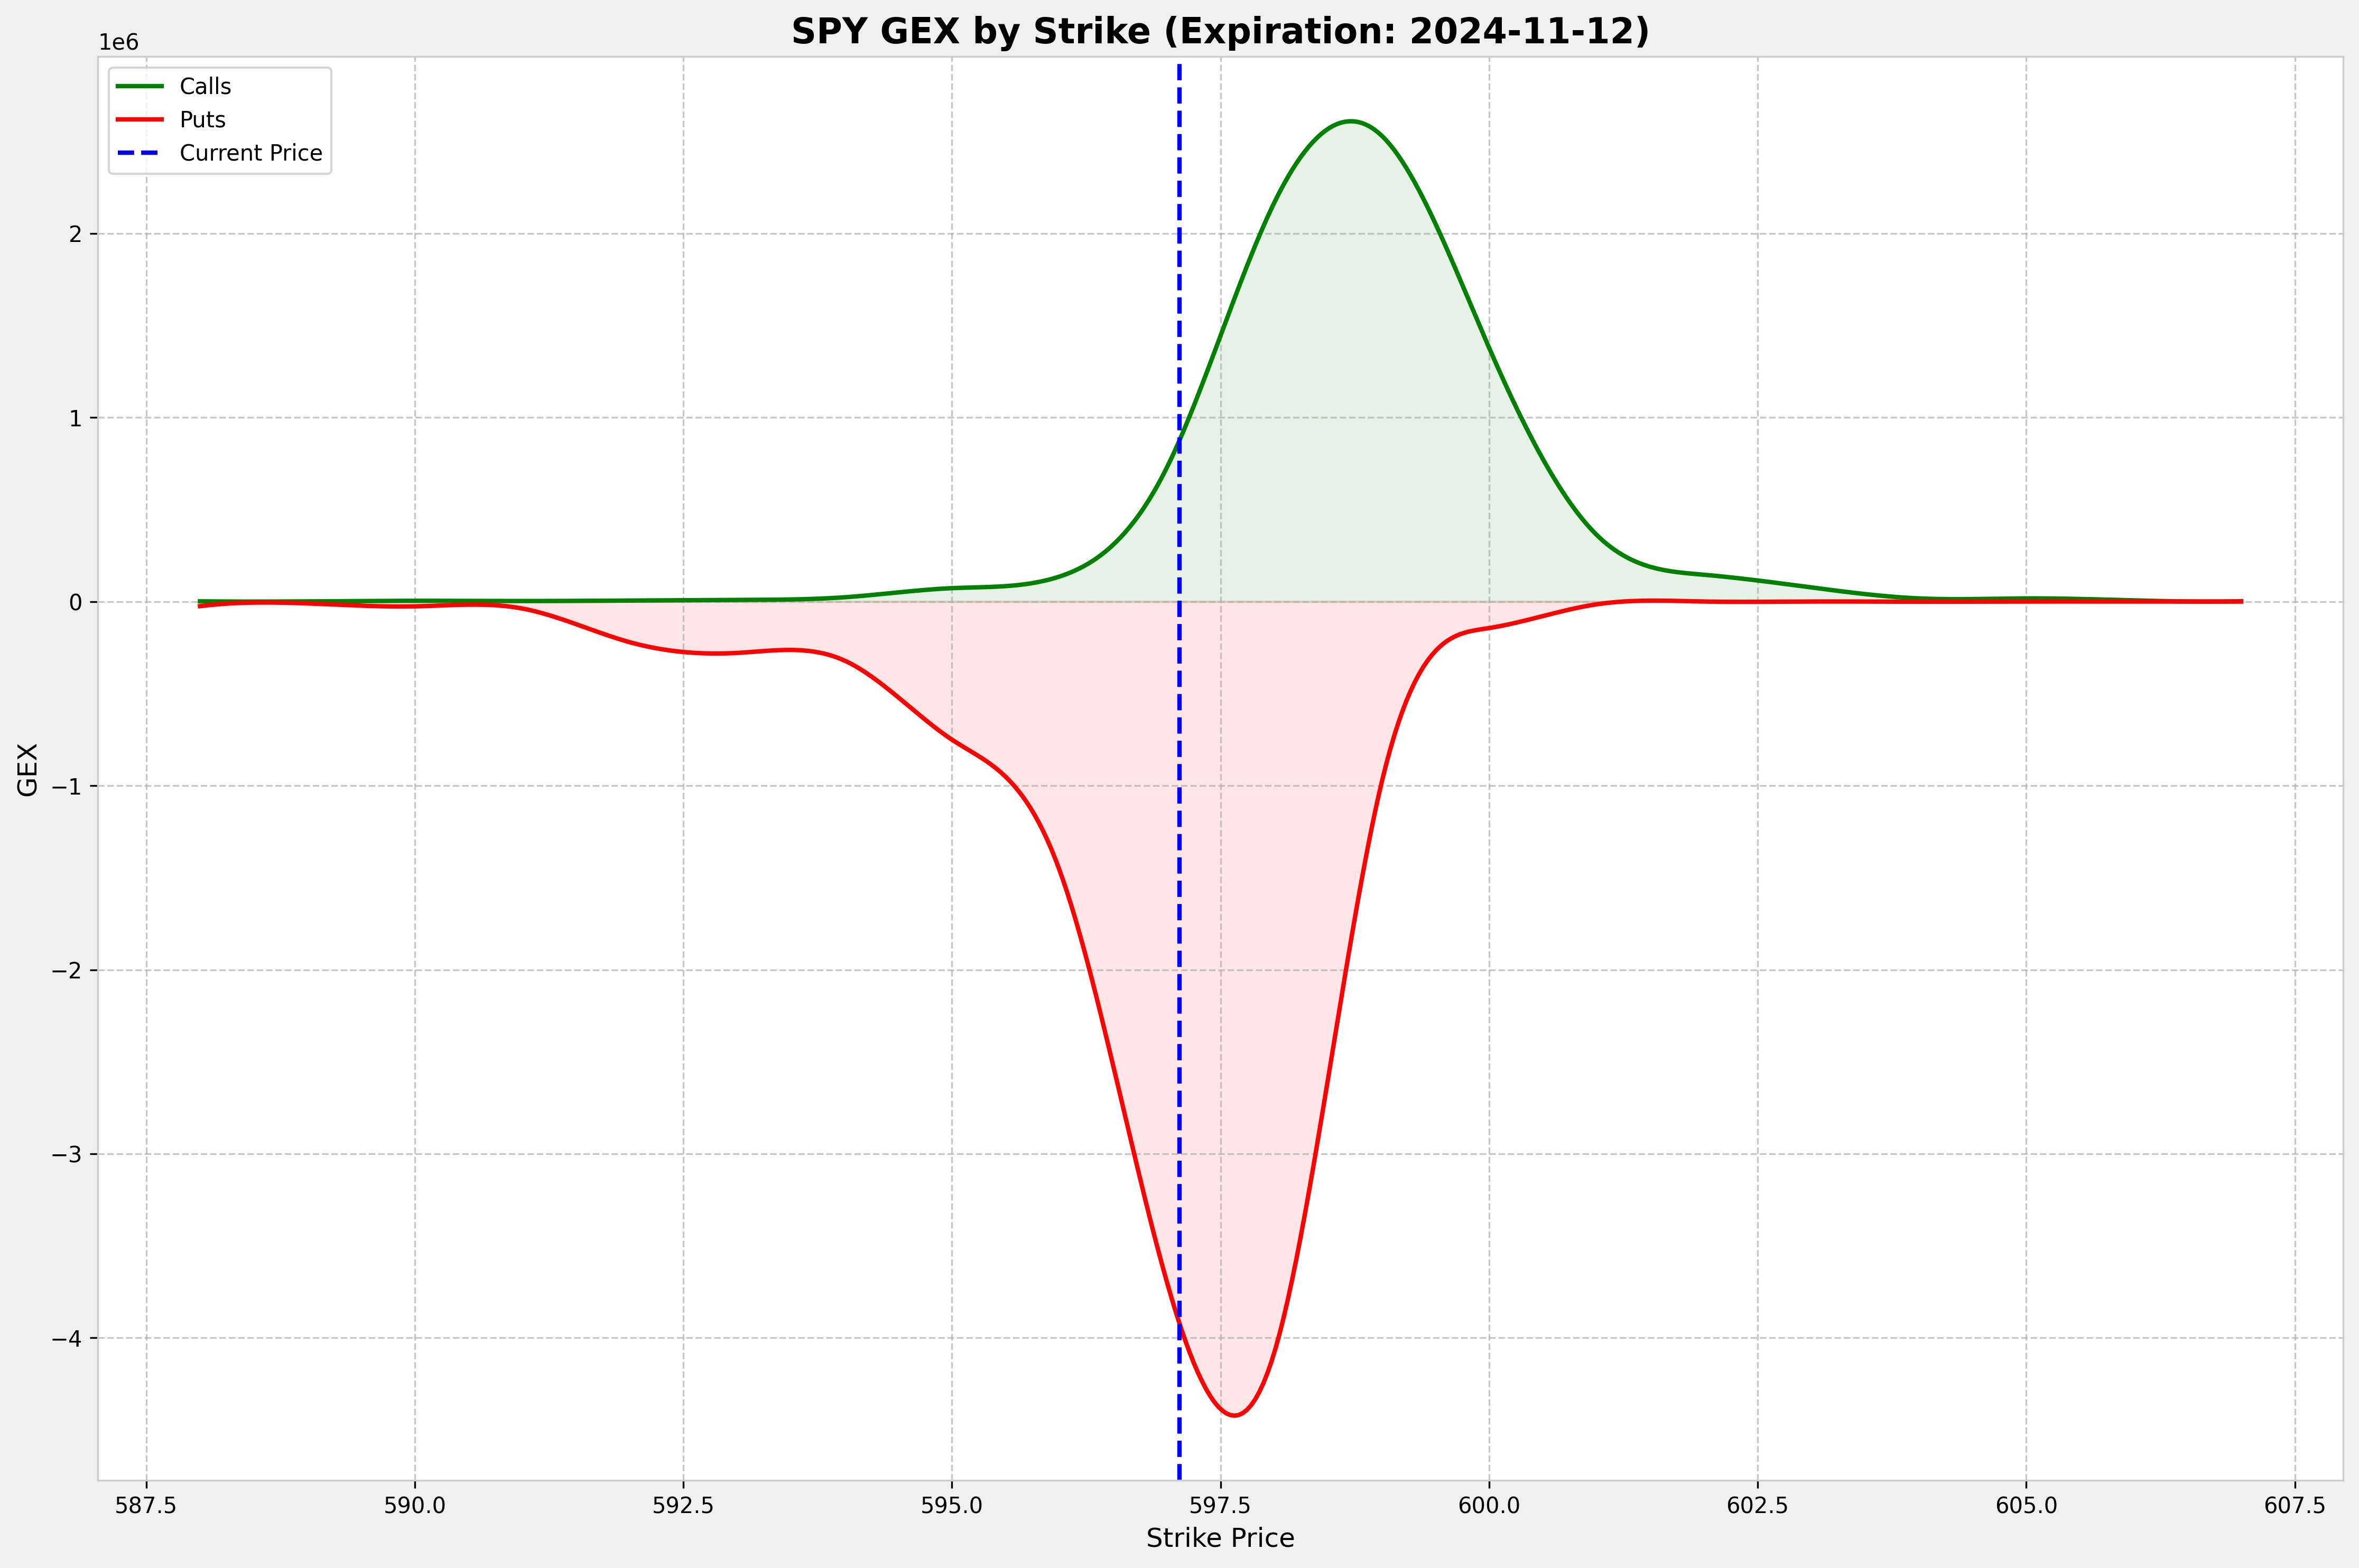 SPY GEX by Strike (Expiration: 2024-11-12)
1e6
Calls
Puts
Current Price
2
1
0
−1
−2
−3
−4
GEX
587.5 590.0 592.5 595.0 597.5 600.0 602.5 605.0 607.5
Strike Price